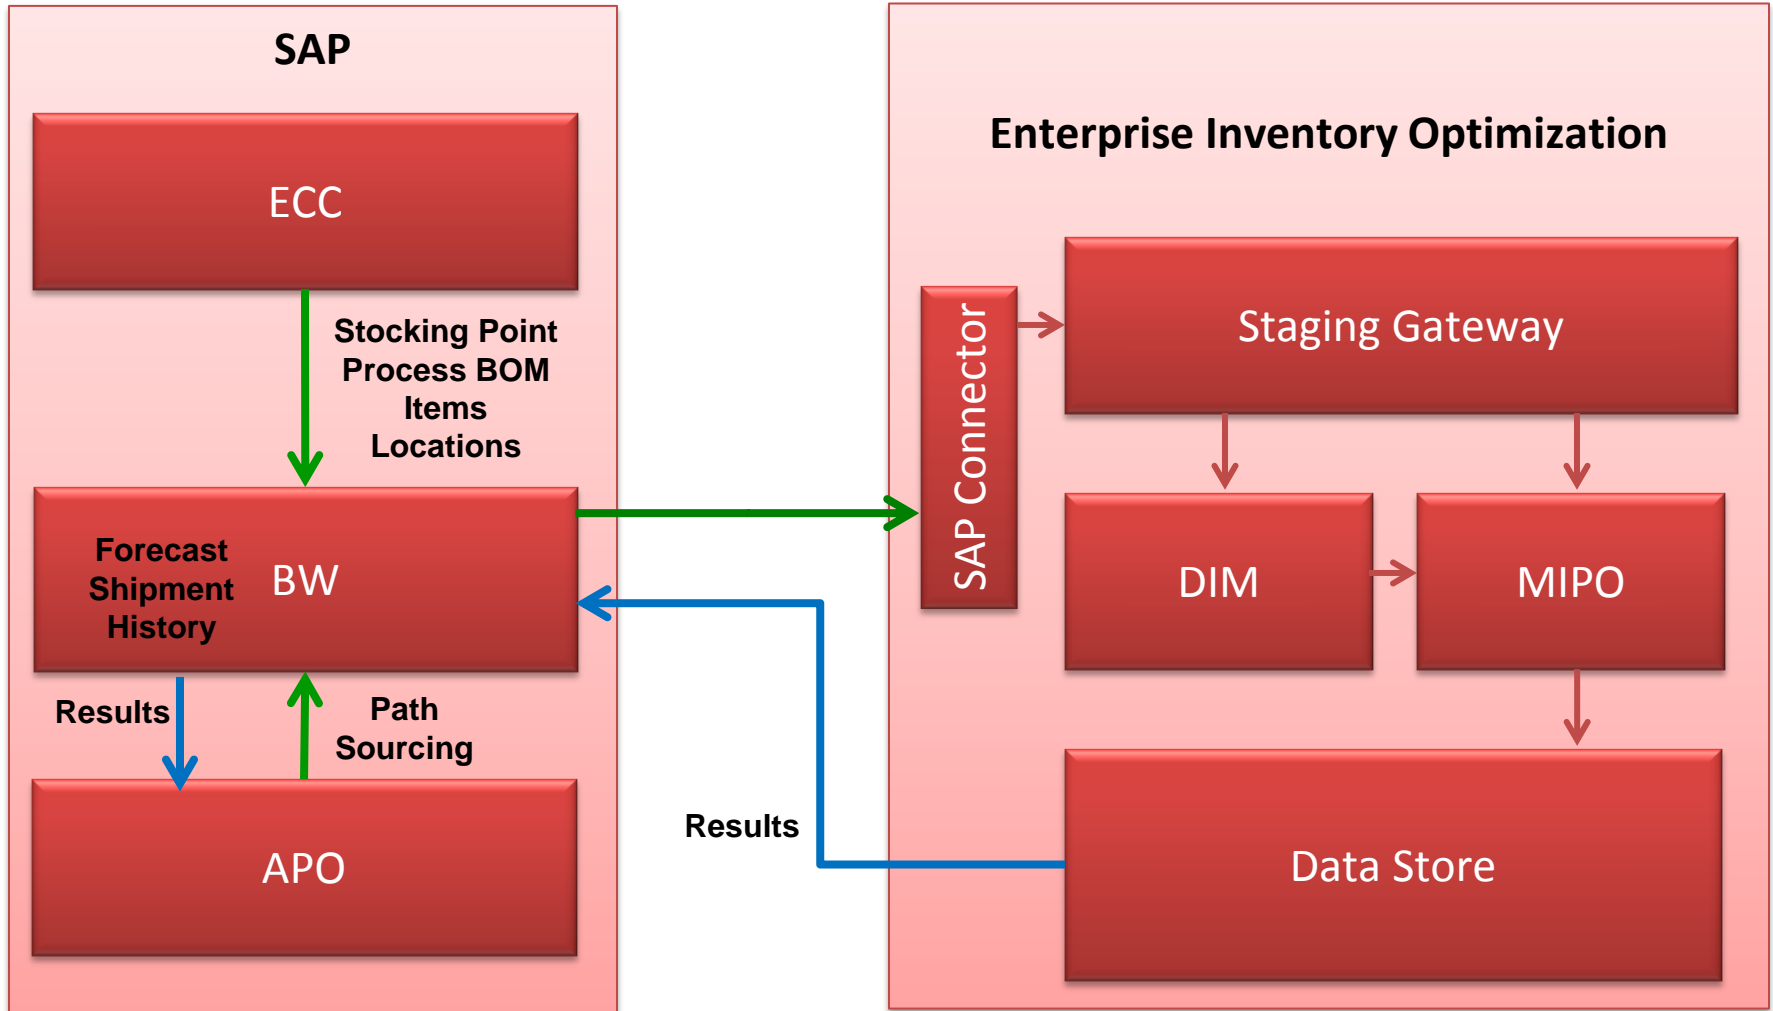 SAP
ECC
Stocking Point
Process BOM
Items
Locations
Forecast
Shipment
History
BW
Results
Path
Sourcing
APO
Results
Enterprise Inventory Optimization
SAP Connector
Staging Gateway
DIM
MIPO
Data Store